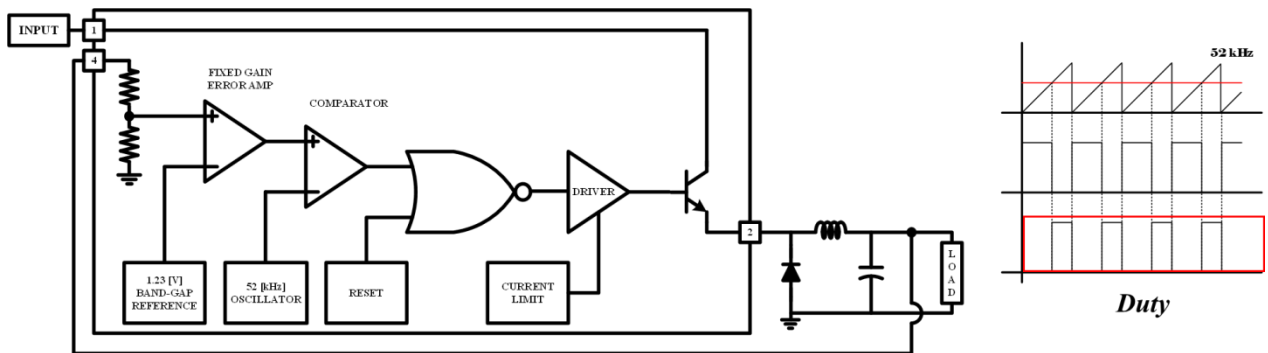 INPUT
1
4
FIXED GAIN
ERROR AMP
COMPARATOR
+
−
+
−
DRIVER
1.23 [V]
BAND-GAP
REFERENCE
52 [kHz]
OSCILLATOR
RESET
CURRENT
LIMIT
2
LOAD
52 kHz
Duty